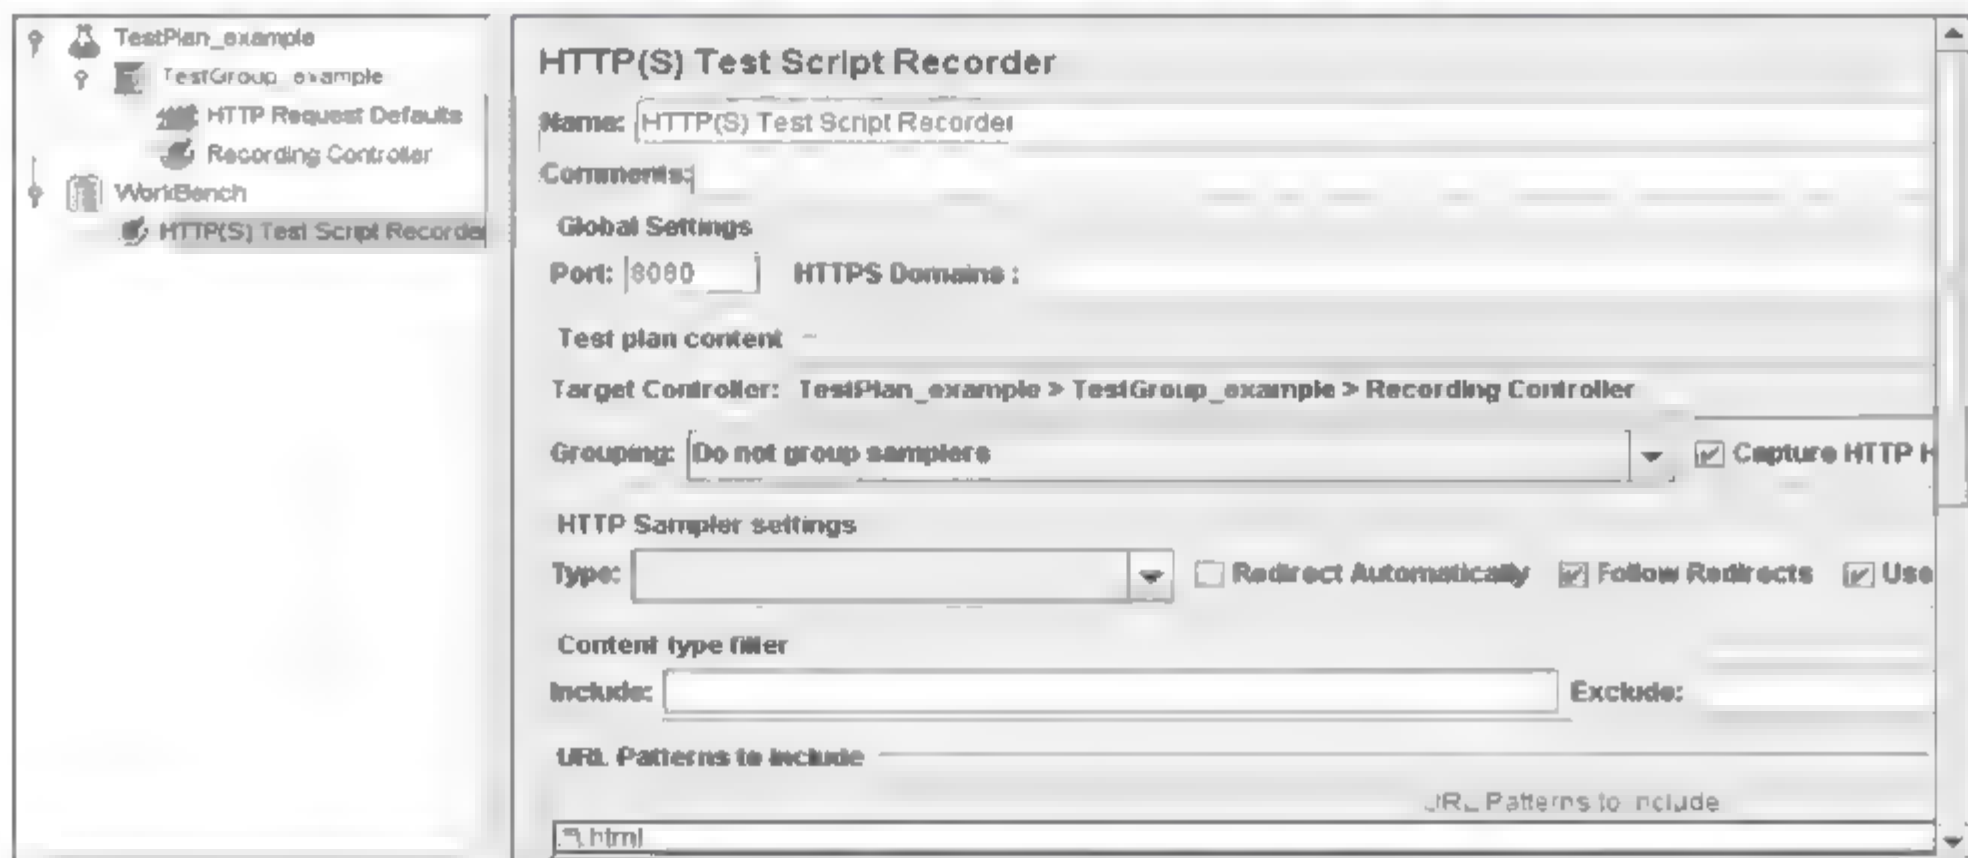 TestPlan_example
TestGroup_example
HTTP Request Defaults
Recording Controller
WorkBench
HTTP(S) Test Script Recorder
HTTP(S) Test Script Recorder
Name: HTTP(S) Test Script Recorder
Comments:
Global Settings
Port: 8080 HTTPS Domains :
Test plan content
Target Controller: TestPlan_example > TestGroup_example > Recording Controller
Grouping: Do not group samplers Capture HTTP H
HTTP Sampler settings
Type: Redirect Automatically Follow Redirects Use
Content type filter
Include: Exclude:
URL Patterns to Include
URL Patterns to Include
.*\.html